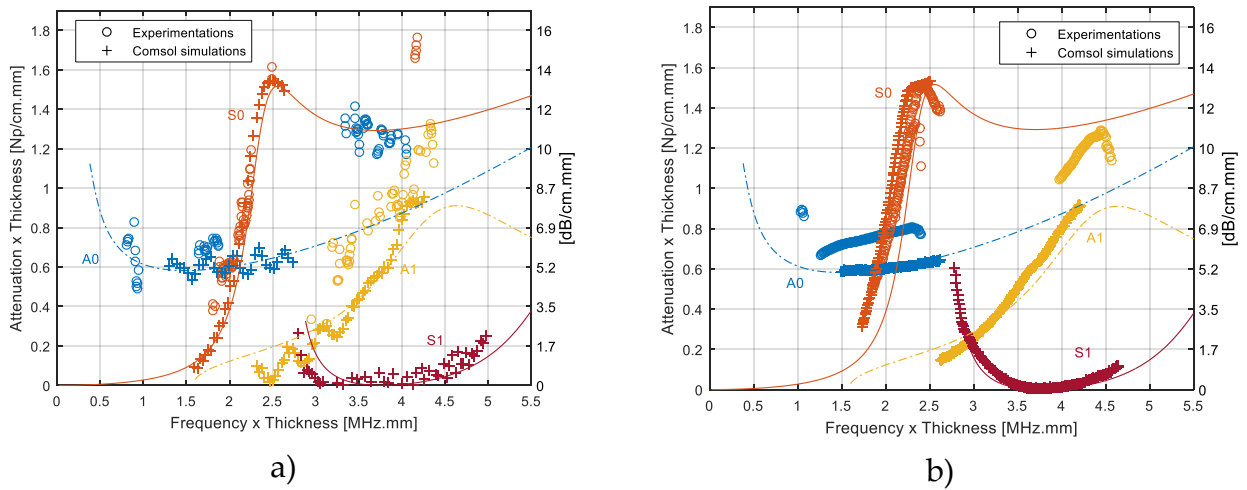 Experimentations
Comsol simulations
1.8
1.6
1.4
1.2
1
0.8
0.6
0.4
0.2
0
16
14
13
11
10
8.7
6.9
5.2
3.5
1.7
0
S0
A0
A1
S1
0 0.5 1 1.5 2 2.5 3 3.5 4 4.5 5 5.5
Attenuation x Thickness [Np/cm.mm]
[dB/cm.mm]
Frequency x Thickness [MHz.mm]
a)
Experimentations
Comsol simulations
1.8
1.6
1.4
1.2
1
0.8
0.6
0.4
0.2
0
16
14
13
11
10
8.7
6.9
5.2
3.5
1.7
0
S0
A0
A1
S1
0 0.5 1 1.5 2 2.5 3 3.5 4 4.5 5 5.5
Attenuation x Thickness [Np/cm.mm]
[dB/cm.mm]
Frequency x Thickness [MHz.mm]
b)